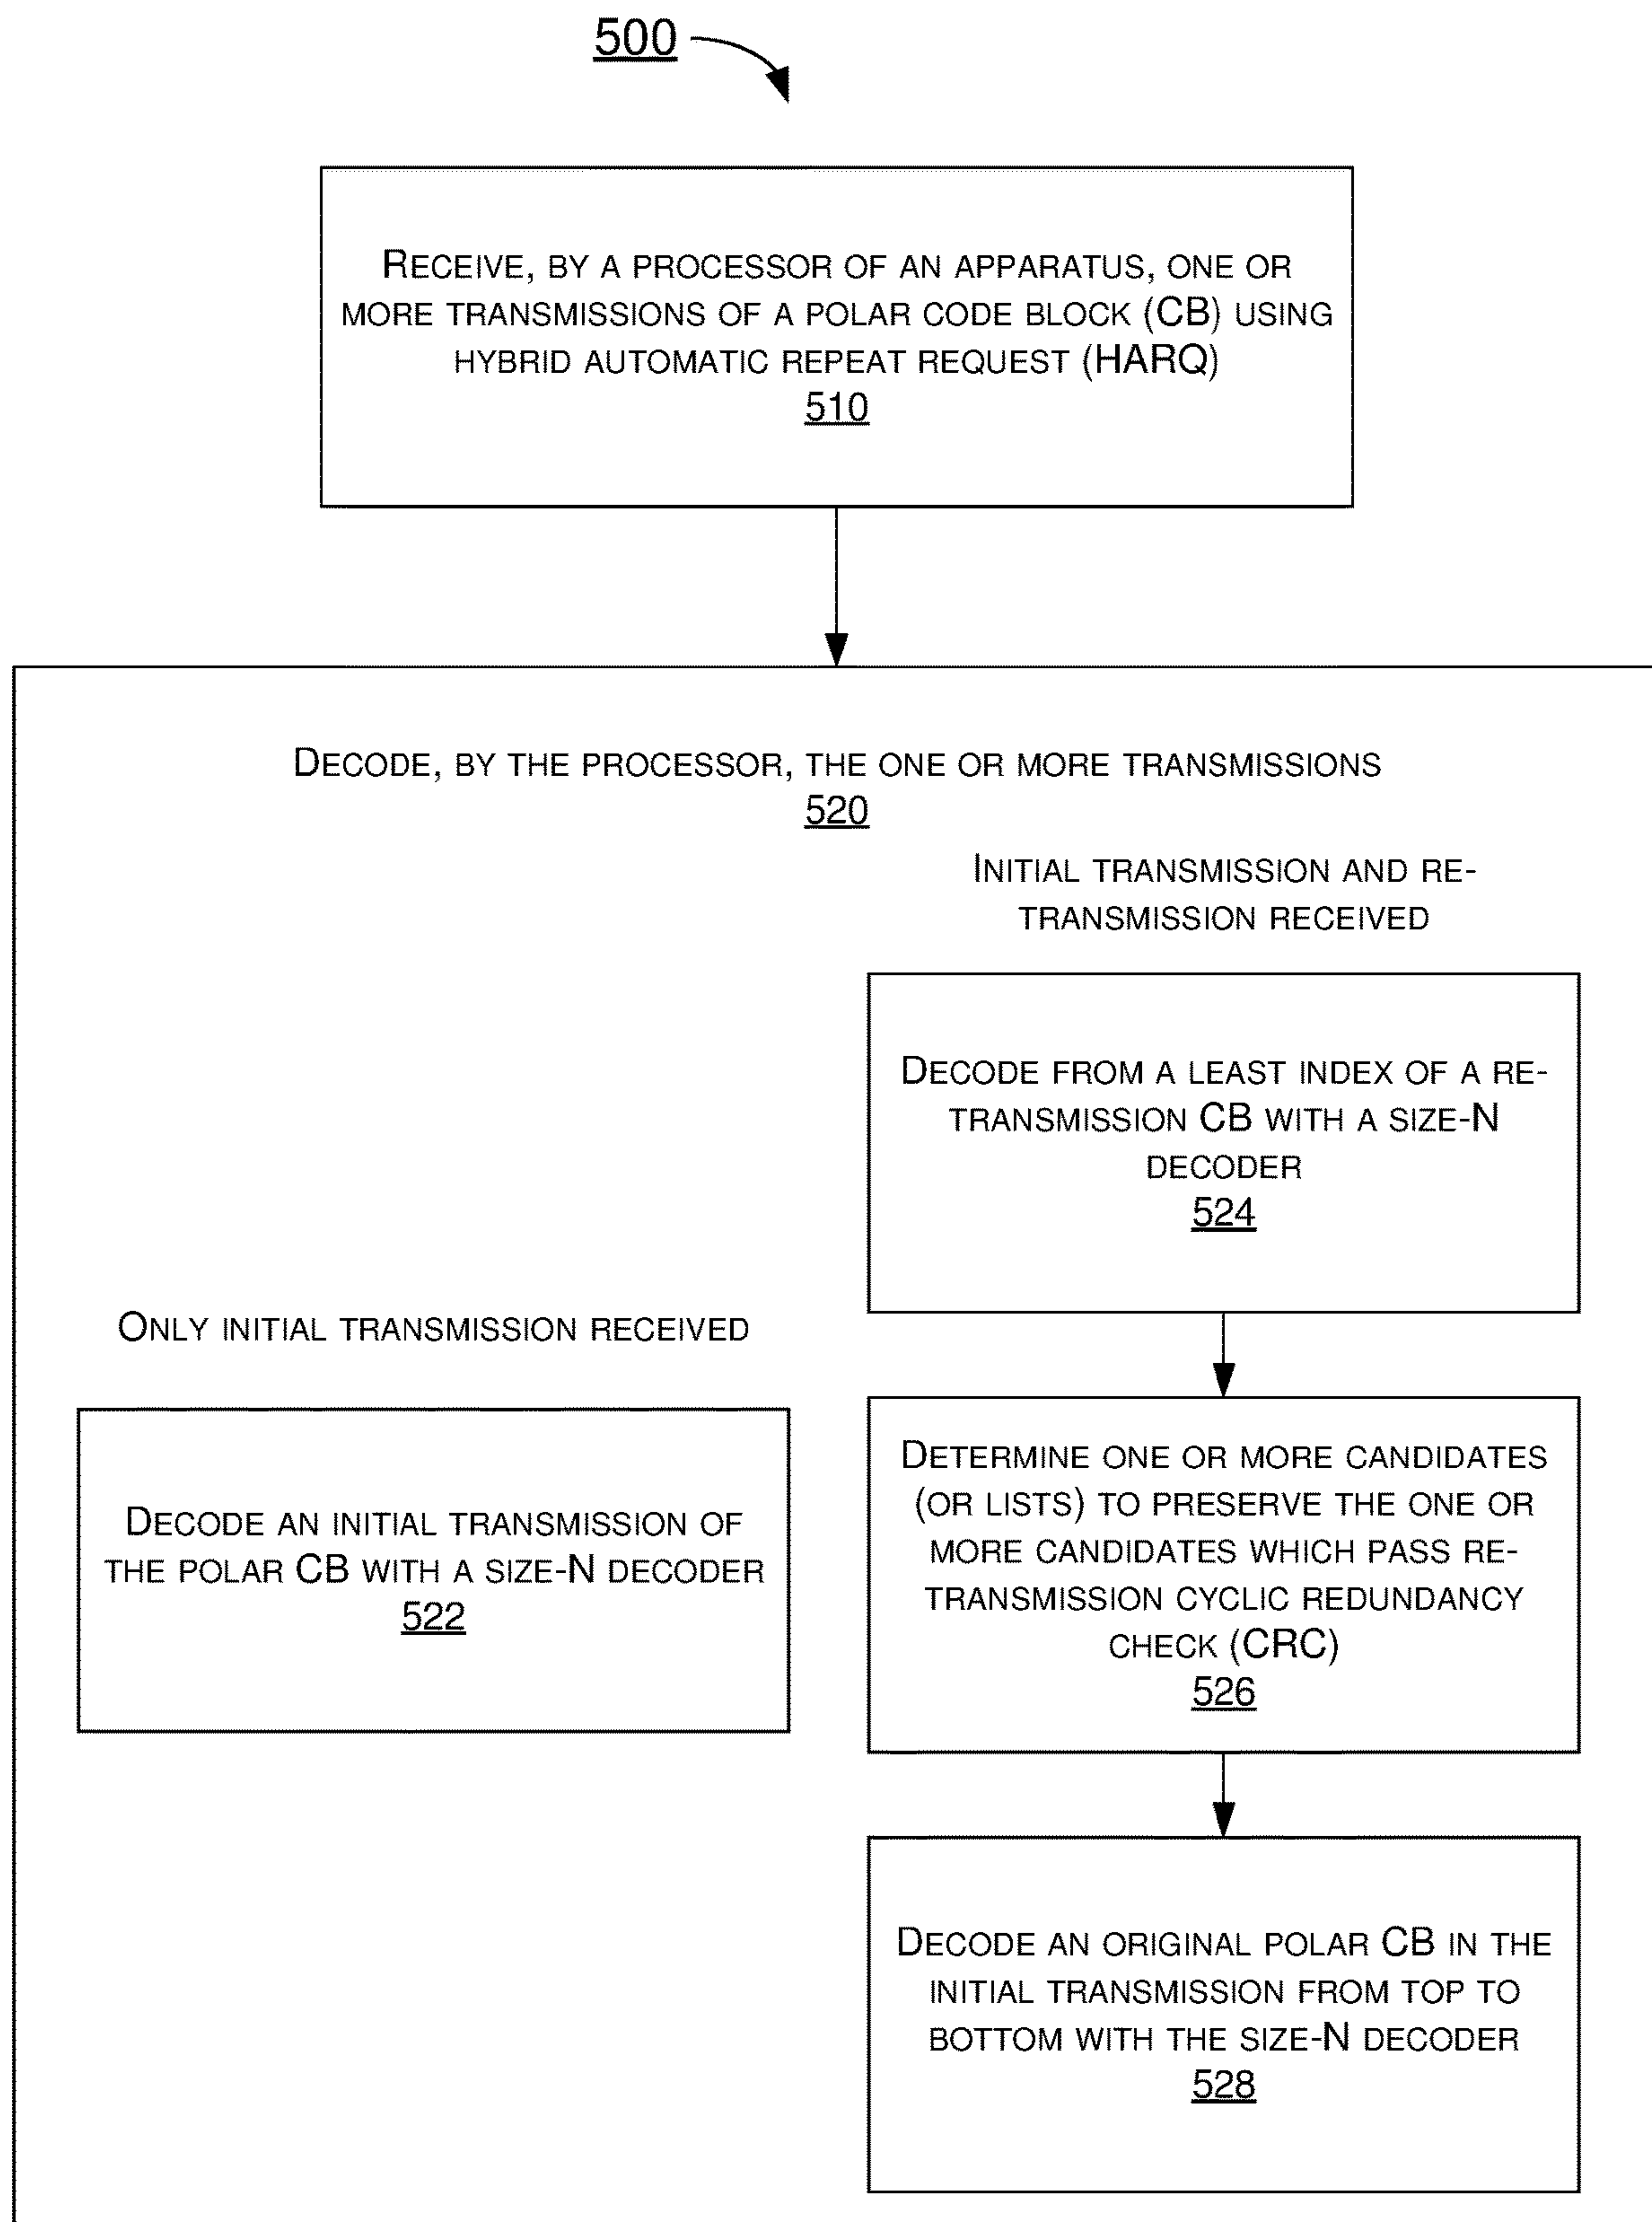 500
RECEIVE, BY A PROCESSOR OF AN APPARATUS, ONE OR
MORE TRANSMISSIONS OF A POLAR CODE BLOCK (CB) USING
HYBRID AUTOMATIC REPEAT REQUEST (HARQ)
510
DECODE, BY THE PROCESSOR, THE ONE OR MORE TRANSMISSIONS
520
ONLY INITIAL TRANSMISSION RECEIVED
DECODE AN INITIAL TRANSMISSION OF
THE POLAR CB WITH A SIZE-N DECODER
522
INITIAL TRANSMISSION AND RE-
TRANSMISSION RECEIVED
DECODE FROM A LEAST INDEX OF A RE-
TRANSMISSION CB WITH A SIZE-N
DECODER
524
DETERMINE ONE OR MORE CANDIDATES
(OR LISTS) TO PRESERVE THE ONE OR
MORE CANDIDATES WHICH PASS RE-
TRANSMISSION CYCLIC REDUNDANCY
CHECK (CRC)
526
DECODE AN ORIGINAL POLAR CB IN THE
INITIAL TRANSMISSION FROM TOP TO
BOTTOM WITH THE SIZE-N DECODER
528